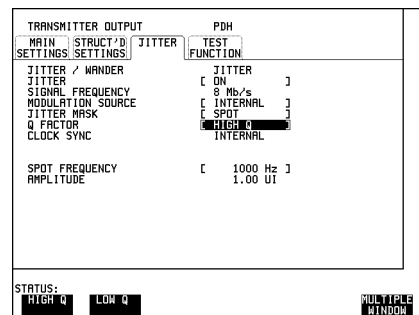 TRANSMITTER OUTPUT PDH
MAIN SETTINGS STRUCT'D SETTINGS JITTER TEST FUNCTION
JITTER / WANDER JITTER
JITTER [ ON ]
SIGNAL FREQUENCY 8 Mb/s
MODULATION SOURCE [ INTERNAL ]
JITTER MASK [ SPOT ]
Q FACTOR [ HIGH Q ]
CLOCK SYNC INTERNAL
SPOT FREQUENCY [ 1000 Hz ]
AMPLITUDE 1.00 UI
STATUS:
HIGH Q LOW Q MULTIPLE WINDOW